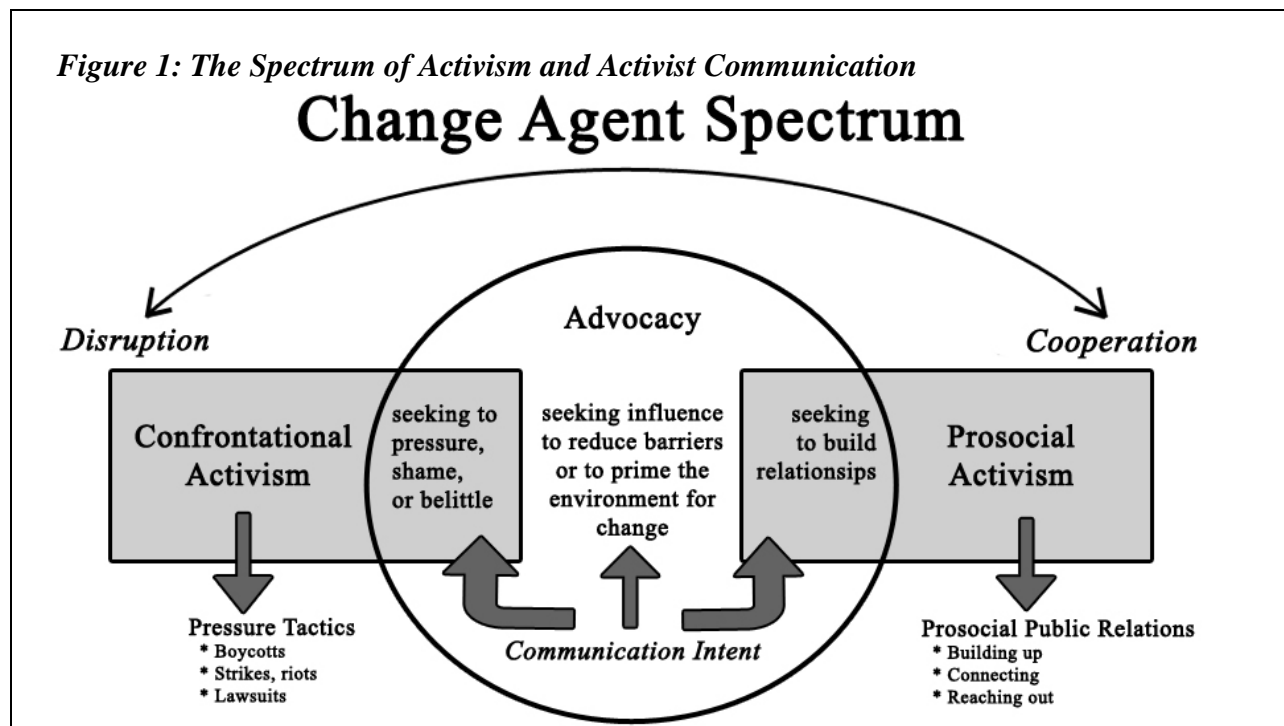 Figure 1: The Spectrum of Activism and Activist Communication
Change Agent Spectrum
Disruption
Advocacy
Cooperation
Confrontational
Activism
seeking to
pressure,
shame,
or belittle
seeking influence
to reduce barriers
or to prime the
environment for
change
seeking
to build
relationsips
Prosocial
Activism
Pressure Tactics
* Boycotts
* Strikes, riots
* Lawsuits
Communication Intent
Prosocial Public Relations
* Building up
* Connecting
* Reaching out